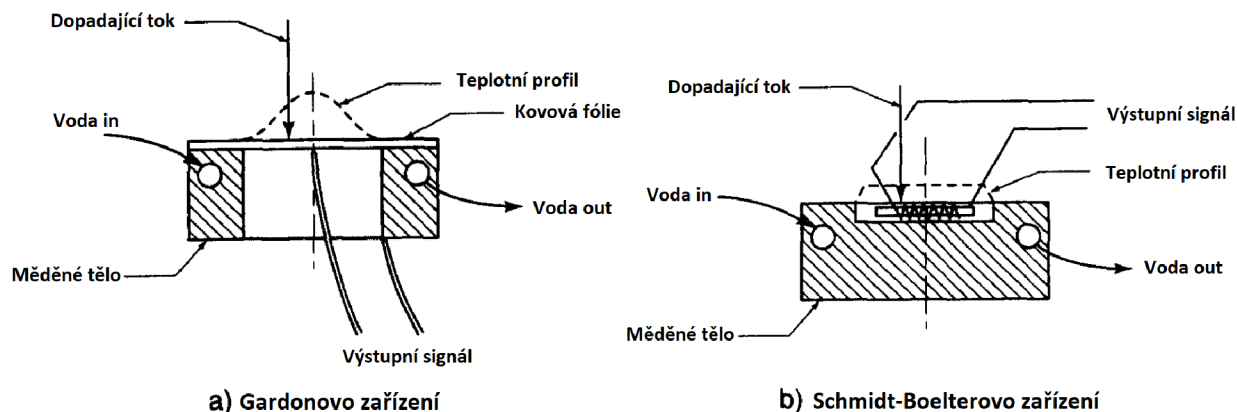 Dopadající tok
Teplotní profil
Kovová fólie
Voda in
Voda out
Měděné tělo
Výstupní signál
a) Gardonovo zařízení
Dopadající tok
Výstupní signál
Teplotní profil
Voda in
Voda out
Měděné tělo
b) Schmidt-Boelterovo zařízení